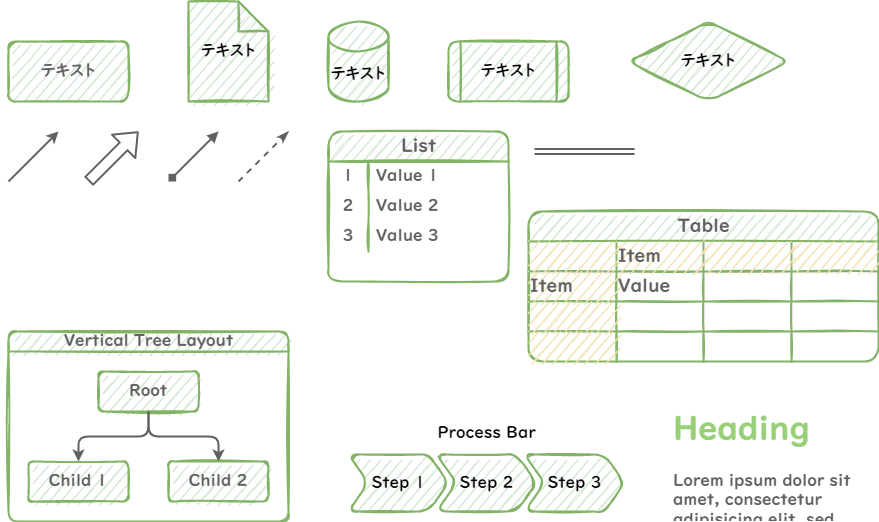 テキスト
テキスト
テキスト
テキスト
テキスト
List
1 Value 1
2 Value 2
3 Value 3
Table
Item
Item Value
Vertical Tree Layout
Root
Child 1 Child 2
Process Bar
Step 1 Step 2 Step 3
Heading
Lorem ipsum dolor sit
amet, consectetur
adipisicing elit, sed